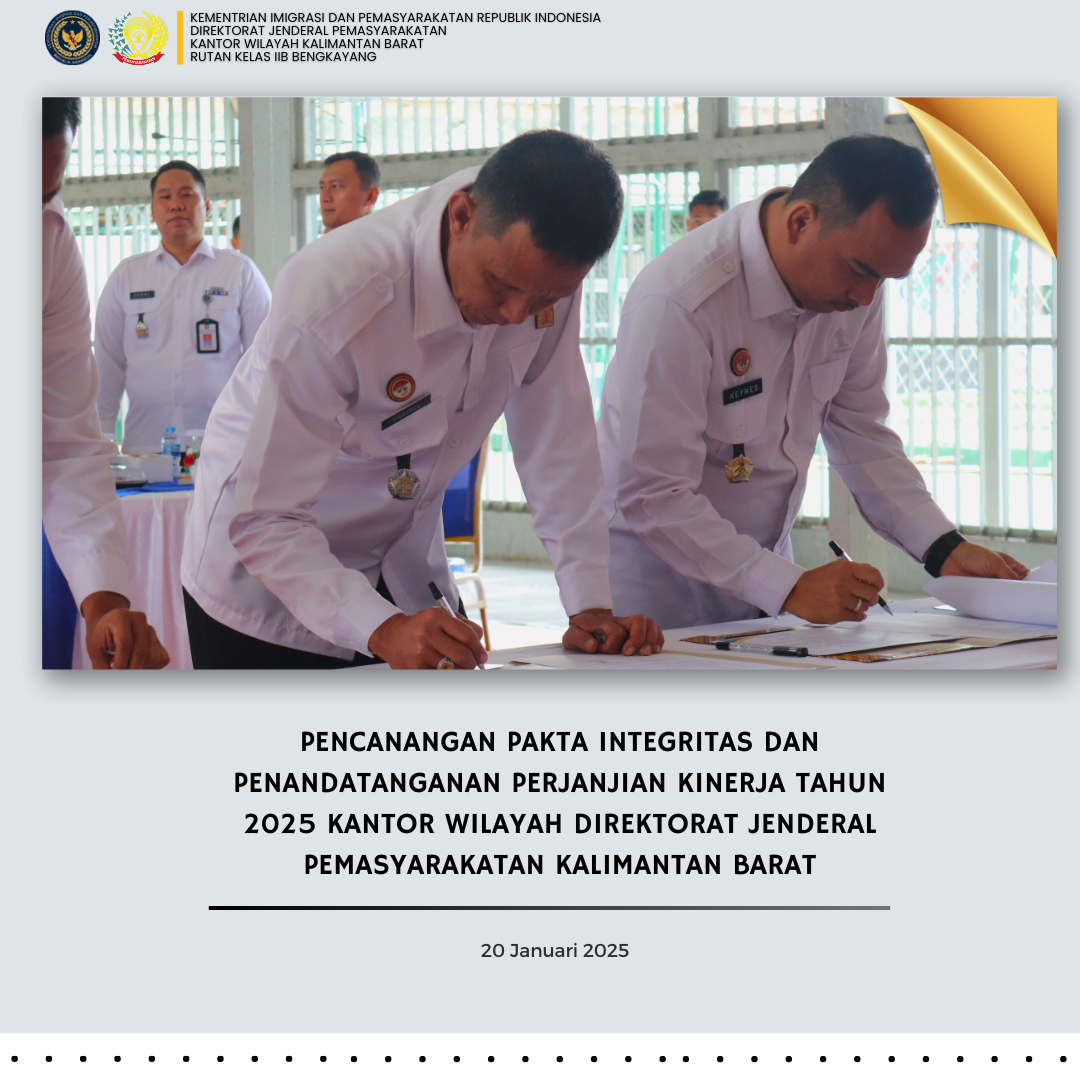 KEMENTRIAN IMIGRASI DAN PEMASYARAKATAN REPUBLIK INDONESIA
DIREKTORAT JENDERAL PEMASYARAKATAN
KANTOR WILAYAH KALIMANTAN BARAT
RUTAN KELAS IIB BENGKAYANG
KEYWEB
PENCANANGAN PAKTA INTEGRITAS DAN
PENANDATANGANAN PERJANJIAN KINERJA TAHUN
2025 KANTOR WILAYAH DIREKTORAT JENDERAL
PEMASYARAKATAN KALIMANTAN BARAT
20 Januari 2025